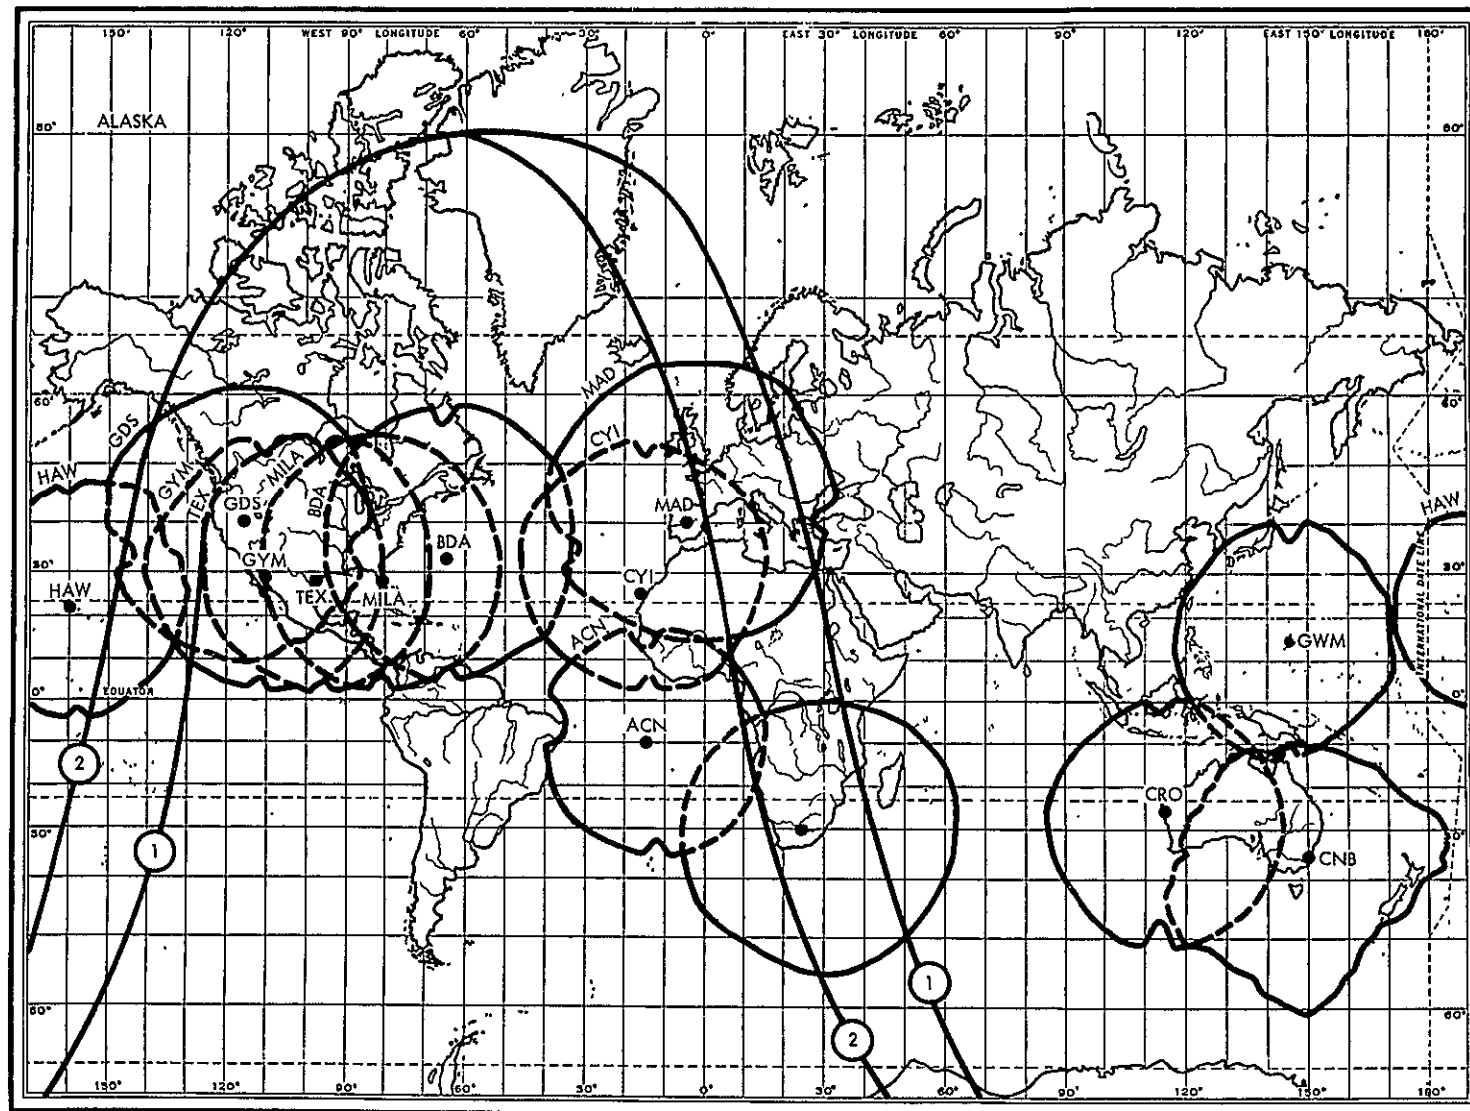 150° 120° WEST 90° LONGITUDE 60° 30° 0° EAST 30° LONGITUDE 60° 90° 120° EAST 150° LONGITUDE 180°
ALASKA
80° 80°
MAD
60° 60°
GDS
CYI
HAW
GYM
TEX
MILA
BDA
HAW
GDS
MAD
BDA
INTERNATIONAL DATE LINE
GYM
30° 30°
HAW
TEX
MILA
CYI
ACN
GWM
0° EQUATOR 0°
ACN
2
CRO
30°
1
CNB
1
60° 60°
2
150° 120° 90° 60° 30° 0° 30° 60° 90° 120° 150° 180°